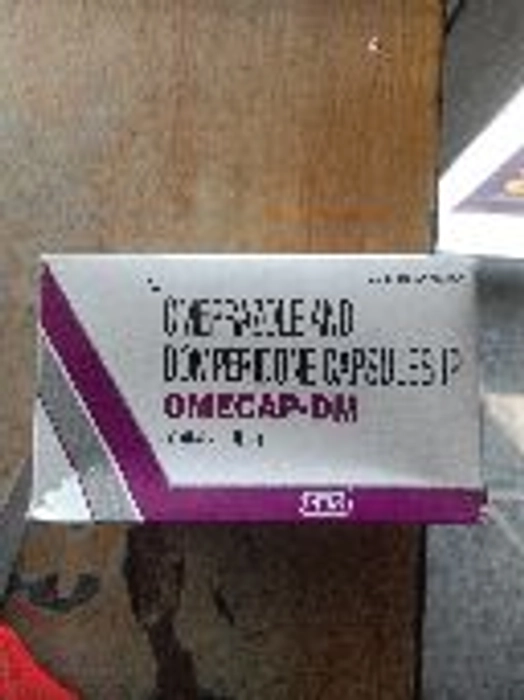 OMEPRAZOLE AND
DOMPERIDONE CAPSULES IP
OMECAP-DM